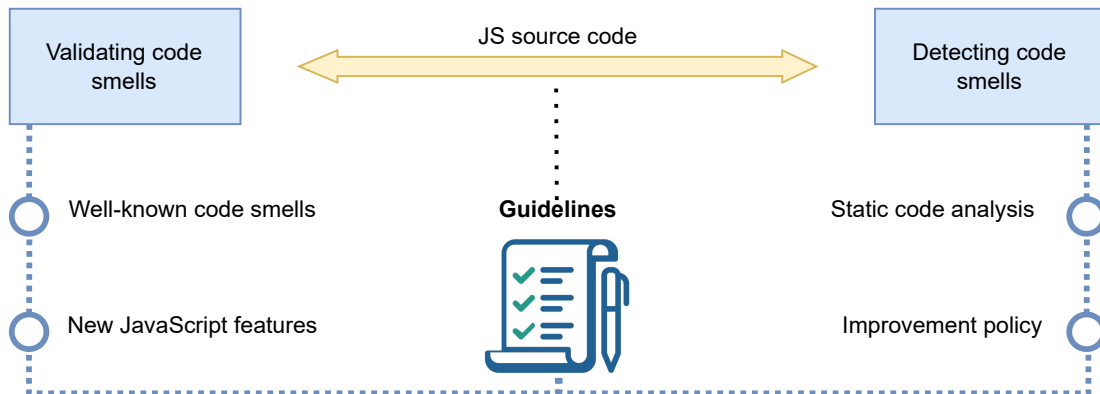 Validating code
smells
JS source code
Detecting code
smells
Well-known code smells
Guidelines
Static code analysis
New JavaScript features
Improvement policy